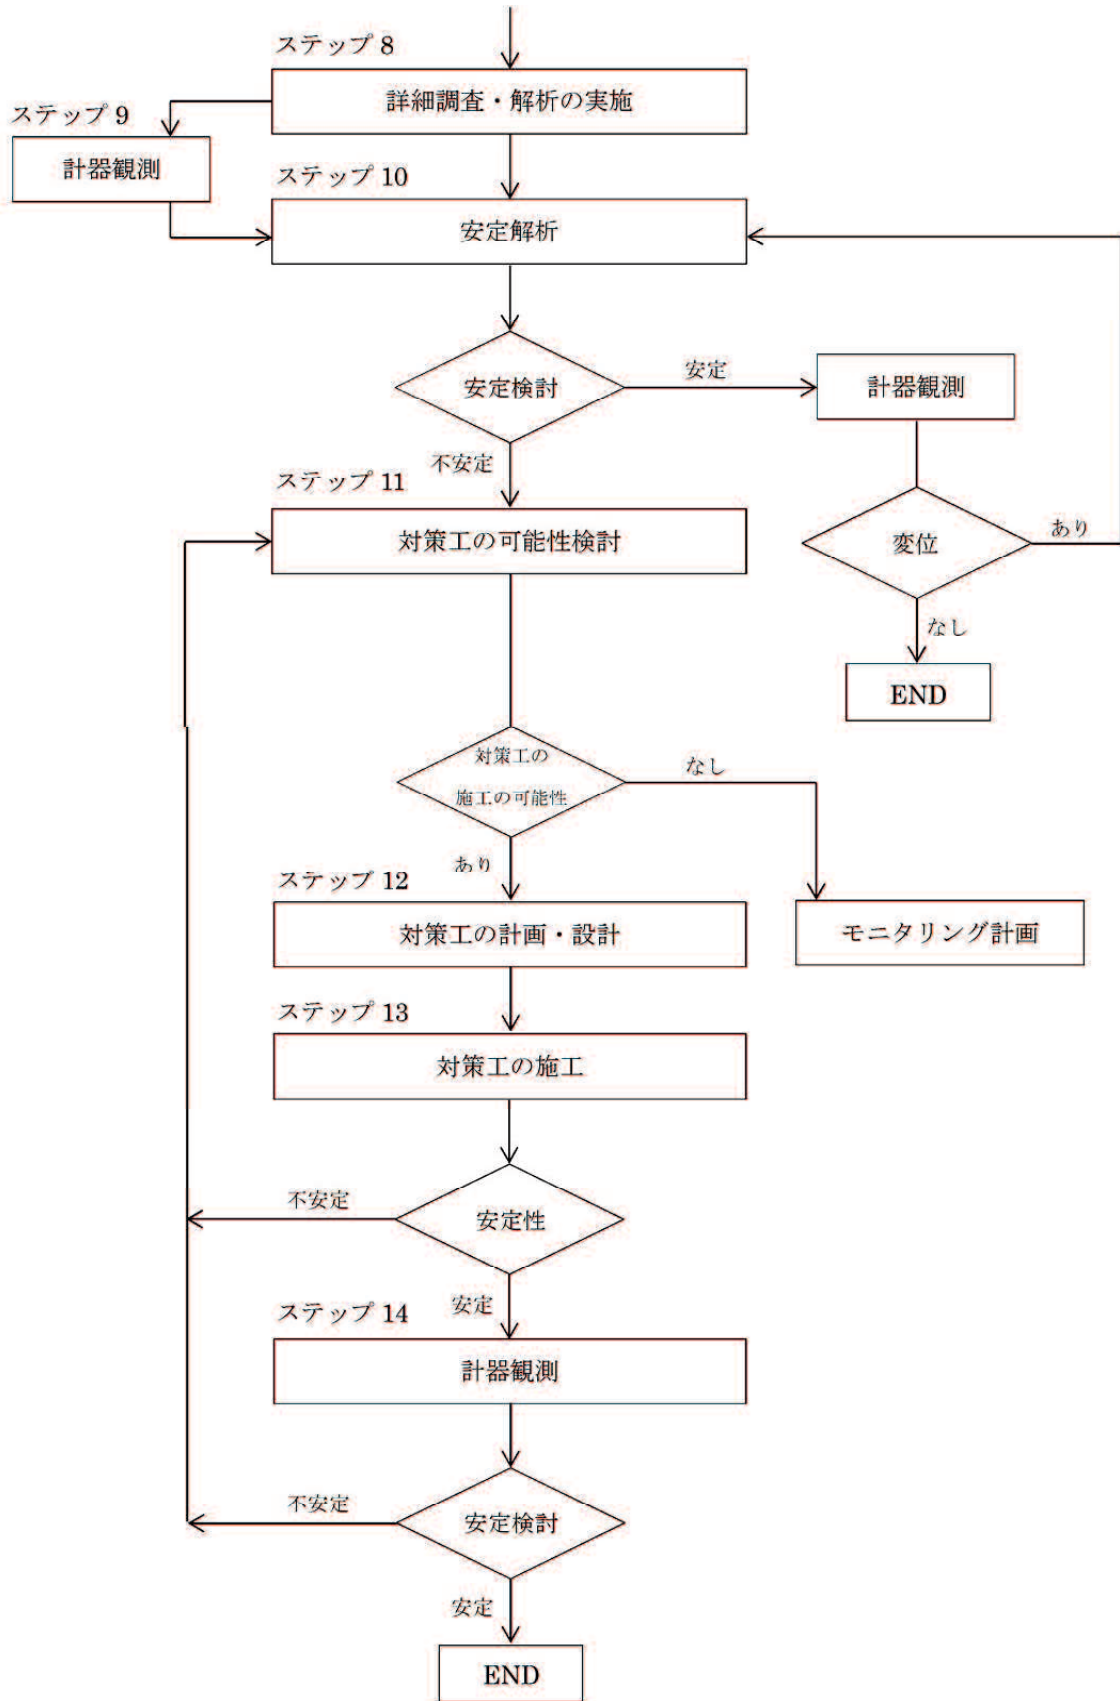 ステップ 8
詳細調査・解析の実施
ステップ 9
計器観測
ステップ 10
安定解析
安定検討
安定
計器観測
不安定
ステップ 11
対策工の可能性検討
変位
あり
なし
END
対策工の
施工の可能性
なし
あり
ステップ 12
対策工の計画・設計
モニタリング計画
ステップ 13
対策工の施工
不安定
安定性
安定
ステップ 14
計器観測
不安定
安定検討
安定
END